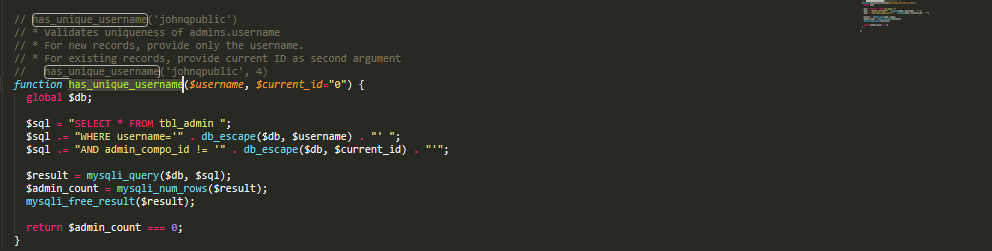 // has_unique_username('johnqpublic')
// * Validates uniqueness of admins.username
// * For new records, provide only the username.
// * For existing records, provide current ID as second argument
//   has_unique_username('johnqpublic', 4)
function has_unique_username($username, $current_id="0") {
  global $db;

  $sql = "SELECT * FROM tbl_admin ";
  $sql .= "WHERE username='" . db_escape($db, $username) . "' ";
  $sql .= "AND admin_compo_id != '" . db_escape($db, $current_id) . "'";

  $result = mysqli_query($db, $sql);
  $admin_count = mysqli_num_rows($result);
  mysqli_free_result($result);

  return $admin_count === 0;
}